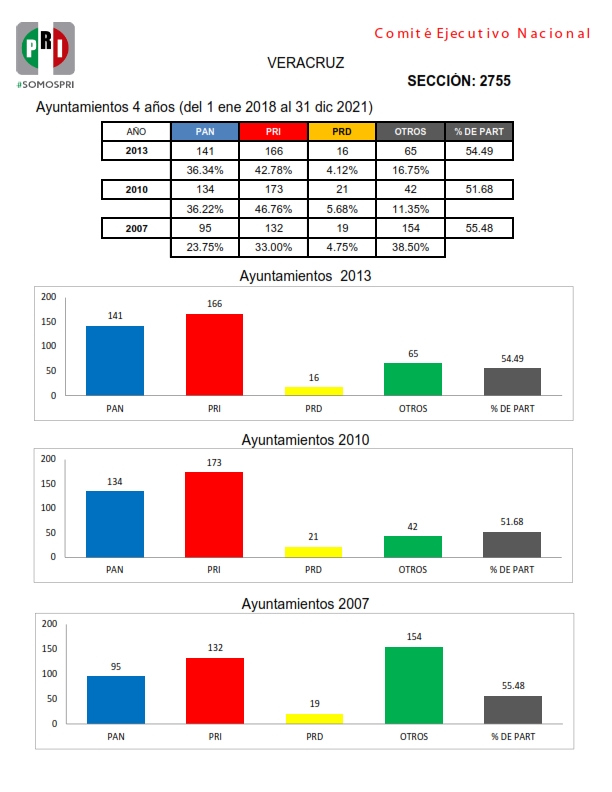 Comité Ejecutivo Nacional
PRI
#SOMOSPRI
VERACRUZ
SECCIÓN: 2755
Ayuntamientos 4 años (del 1 ene 2018 al 31 dic 2021)
AÑO PAN PRI PRD OTROS % DE PART
2013 141 166 16 65 54.49
36.34% 42.78% 4.12% 16.75%
2010 134 173 21 42 51.68
36.22% 46.76% 5.68% 11.35%
2007 95 132 19 154 55.48
23.75% 33.00% 4.75% 38.50%
Ayuntamientos 2013
200
150
100
50
0
141 166 16 65 54.49
PAN PRI PRD OTROS % DE PART
Ayuntamientos 2010
200
150
100
50
0
134 173 21 42 51.68
PAN PRI PRD OTROS % DE PART
Ayuntamientos 2007
200
150
100
50
0
95 132 19 154 55.48
PAN PRI PRD OTROS % DE PART